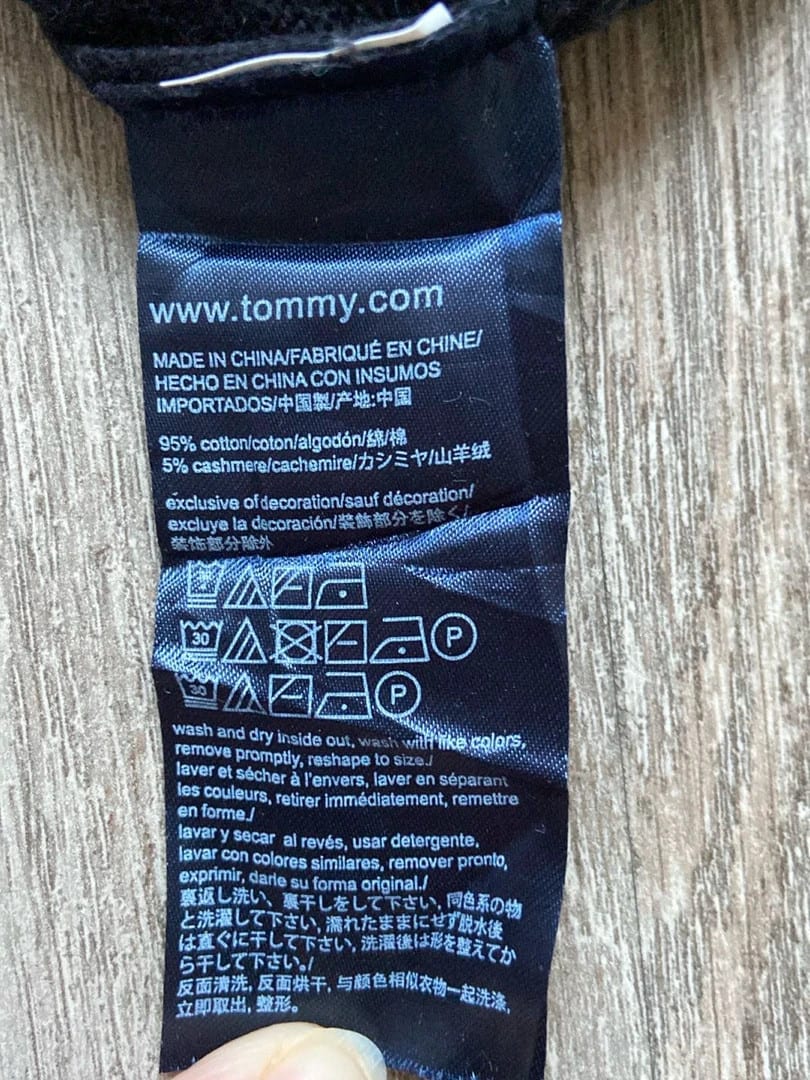 www.tommy.com
MADE IN CHINA/FABRIQUÉ EN CHINE/
HECHO EN CHINA CON INSUMOS
IMPORTADOS/中国製/产地:中国
95% cotton/coton/algodón/綿/棉
5% cashmere/cachemire/カシミヤ/山羊绒
exclusive of decoration/sauf décoration/
excluye la decoración/装飾部分を除く/
装饰部分除外
30
P
30
P
wash and dry inside out, wash with like colors,
remove promptly, reshape to size./
laver et sécher à l'envers, laver en séparant
les couleurs, retirer immédiatement, remettre
en forme./
lavar y secar al revés, usar detergente,
lavar con colores similares, remover pronto,
exprimir, darle su forma original./
裏返し洗い、裏干しをして下さい, 同色系の物
と洗濯して下さい, 濡れたままにせず脱水後
は直ぐに干して下さい, 洗濯後は形を整えてか
ら干して下さい。/
反面清洗, 反面烘干, 与颜色相似衣物一起洗涤,
立即取出, 整形。